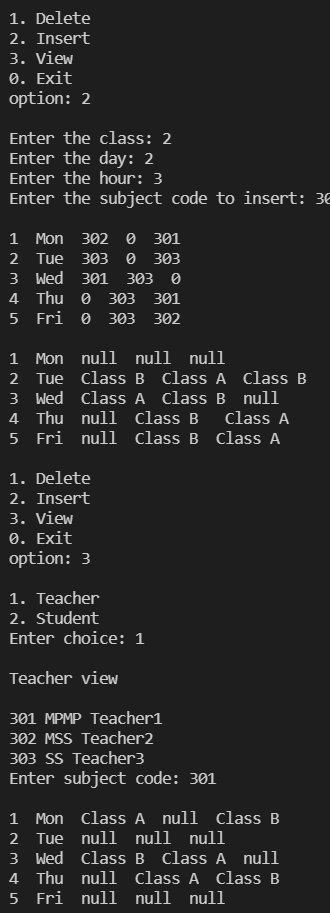 1. Delete
2. Insert
3. View
0. Exit
option: 2
Enter the class: 2
Enter the day: 2
Enter the hour: 3
Enter the subject code to insert:
1 Mon 302 0 301
2 Tue 303 0 303
3 Wed 301 303 0
4 Thu 0 303 301
5 Fri 0 303 302
1 Mon null null null
2 Tue Class B Class A Class B
3 Wed Class A Class B null
4 Thu null Class B Class A
5 Fri null Class B Class A
1. Delete
2. Insert
3. View
0. Exit
option: 3
1. Teacher
2. Student
Enter choice: 1
Teacher view
301 MPMP Teacher1
302 MSS Teacher2
303 SS Teacher3
Enter subject code: 301
1 Mon Class A null Class B
2 Tue null null null
3 Wed Class B Class A null
4 Thu null Class A Class B
5 Fri null null null